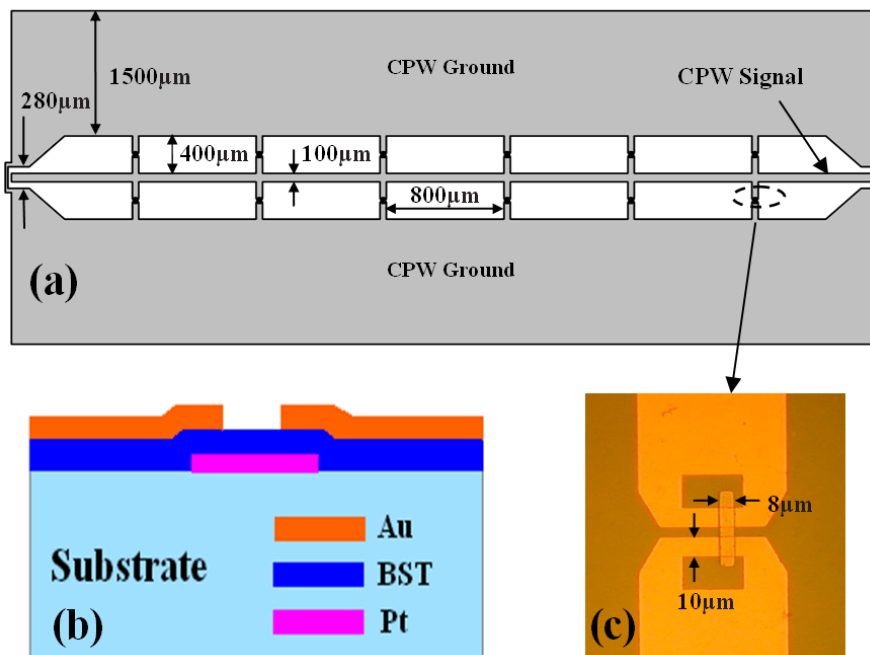 CPW Ground
1500µm
CPW Signal
280µm
400µm
100µm
800µm
CPW Ground
(a)
8µm
Au
Substrate
BST
10µm
(b)
Pt
(c)